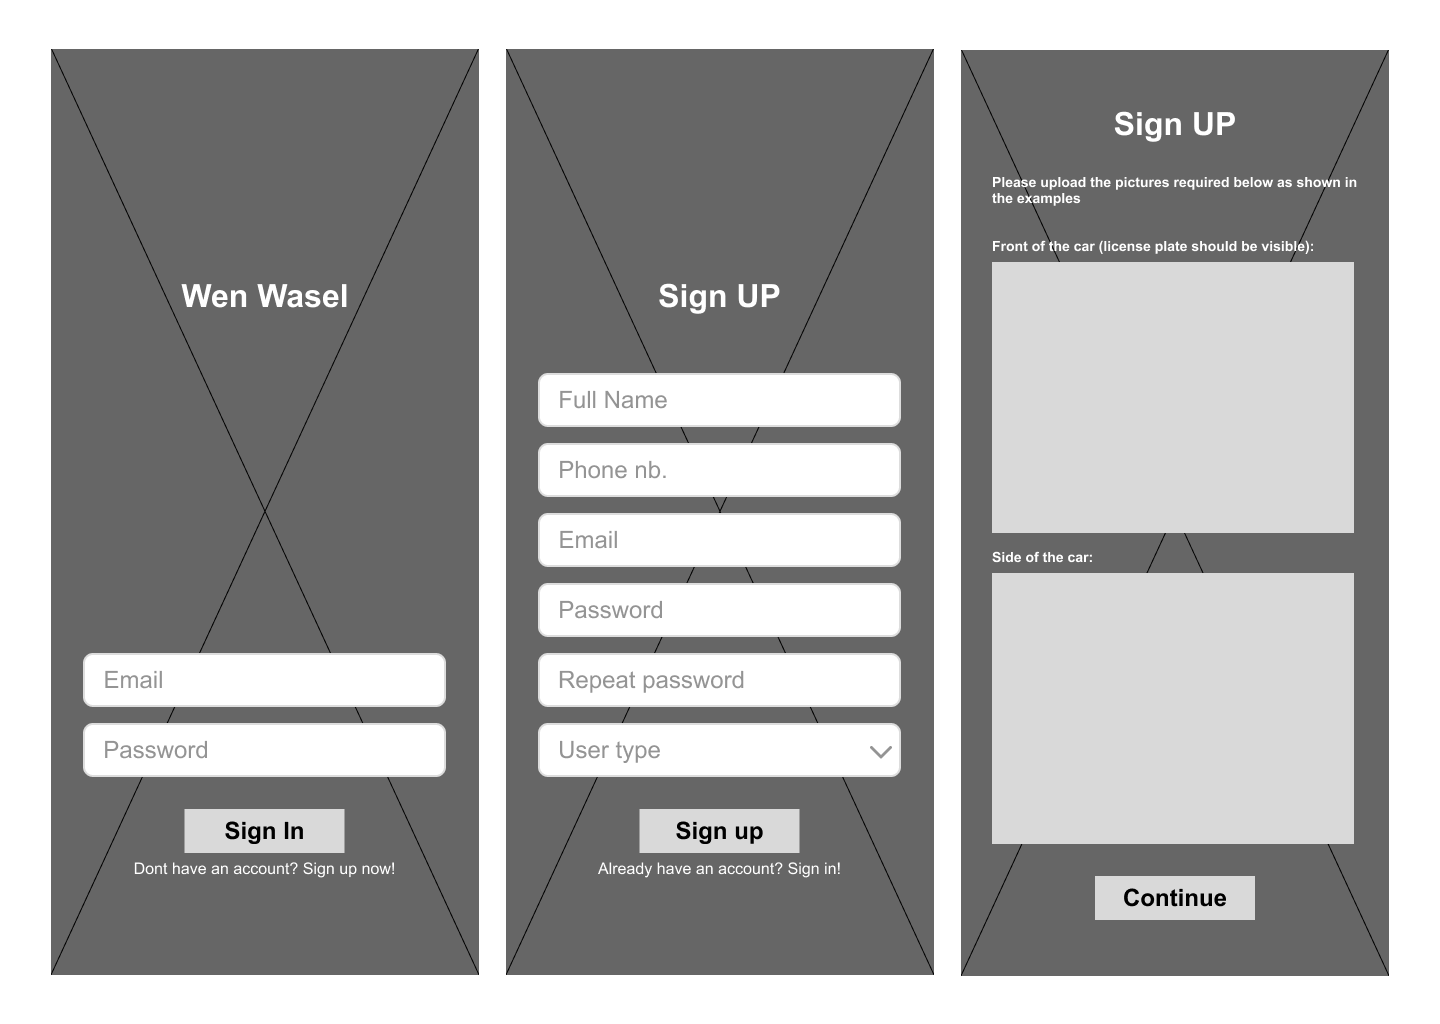 Wen Wasel
Email
Password
Sign In
Dont have an account? Sign up now!
Sign UP
Full Name
Phone nb.
Email
Password
Repeat password
User type
Sign up
Already have an account? Sign in!
Sign UP
Please upload the pictures required below as shown in
the examples
Front of the car (license plate should be visible):
Side of the car:
Continue